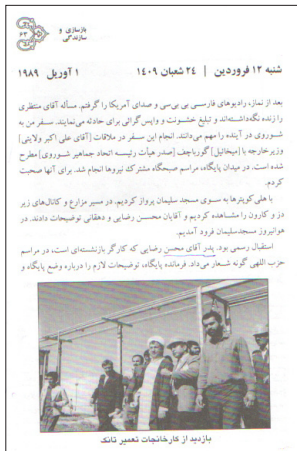 بازسازی و
سازندگی
۶۳
شنبه ۱۲ فروردین | ۲۴ شعبان ۱۴۰۹
۱ آوریل ۱۹۸۹
بعد از نماز، رادیوهای فارسی بی بی‌سی و صدای آمریکا را گرفتم. مسأله آقای منتظری
را زنده نگه‌داشته‌اند و تبلیغ خشونت و واپس‌گرائی برای حادثه می‌نمایند. سفر من به
شوروی در آینده را مهم می‌دانند. انجام این سفر در ملاقات [آقای علی اکبر ولایتی]
وزیر خارجه با [میخائیل] گورباچف [صدر هیأت رئیسه اتحاد جماهیر شوروی] مطرح
شده است. در میدان پایگاه، مراسم صبحگاه مشترک نیروها انجام شد. برای آنها صحبت
کردم.
با هلی‌کوپترها به سوی مسجد سلیمان پرواز کردیم. در مسیر مزارع و کانال‌های زیر
دز و کارون را مشاهده کردیم و آقایان محسن رضایی و دهقانی توضیحات دادند. در
هوانیروز مسجدسلیمان فرود آمدیم.
استقبال رسمی بود. پدر آقای محسن رضایی که کارگر بازنشسته‌ای است، در مراسم
حزب اللهی گونه شعار می‌داد. فرمانده پایگاه، توضیحات لازم را درباره وضع پایگاه و
بازدید از کارخانجات تعمیر تانک